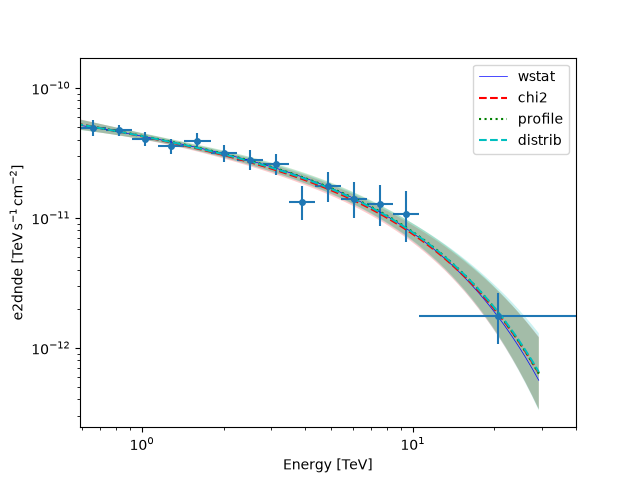 wstat
chi2
profile
distrib
10⁻¹⁰
10⁻¹¹
10⁻¹²
e2dnde [TeV s⁻¹ cm⁻²]
10⁰
10¹
Energy [TeV]